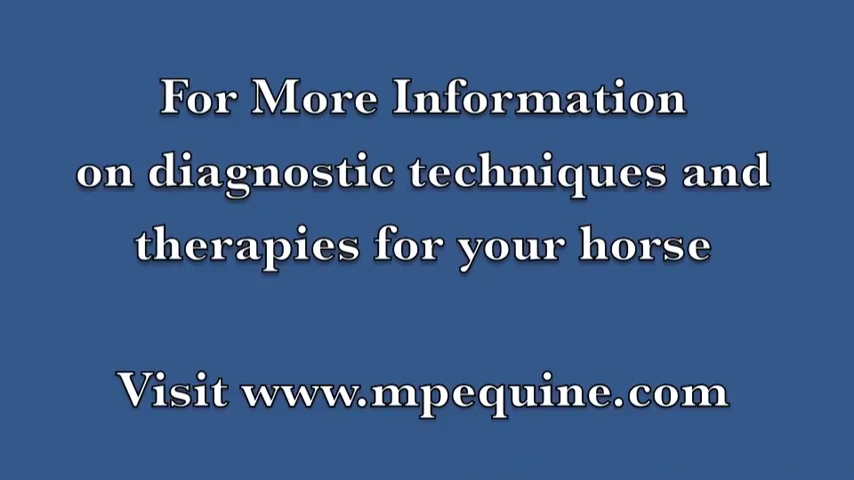 For More Information
on diagnostic techniques and
therapies for your horse
Visit www.mpequine.com